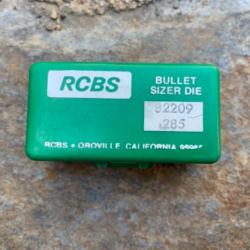 RCBS
BULLET
SIZER DIE
82209
.285
RCBS • OROVILLE, CALIFORNIA